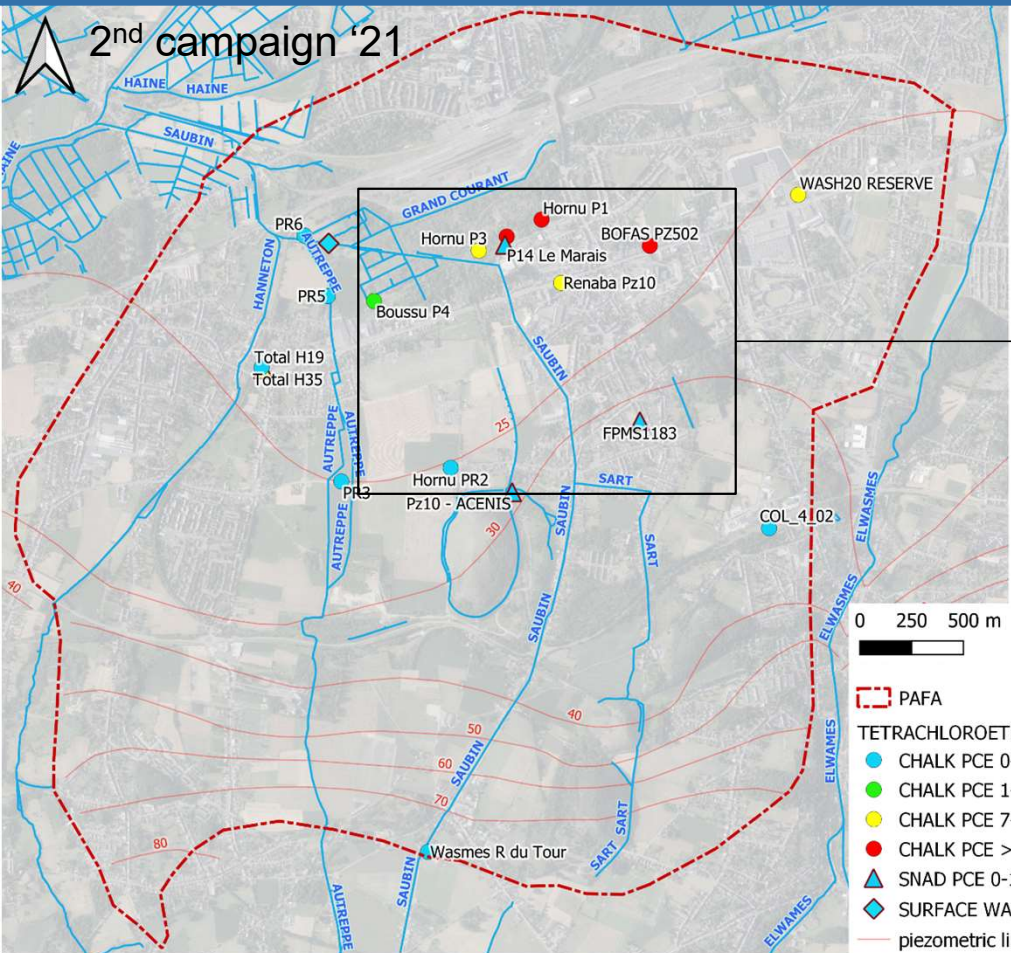 2nd campaign ‘21
HAINE
HAINE
SAUBIN
HAINE
WASH20 RESERVE
GRAND COURANT
Hornu P1
PR6
Hornu P3
BOFAS PZ502
P14 Le Marais
AUTREPPE
HANNETON
Renaba Pz10
PR5
Boussu P4
SAUBIN
Total H19
Total H35
25
AUTREPPE
AUTREPPE
FPMS1183
Hornu PR2
SART
PR3
Pz10 - ACENIS
SAUBIN
ELWASMES
COL_4_02
30
AUTREPPE
SART
40
ELWASMES
SAUBIN
0 250 500 m
40
50
PAFA
60
SAUBIN
TETRACHLOROET
ELWAMES
CHALK PCE 0
70
CHALK PCE 1
SART
80
CHALK PCE 7
Wasmes R du Tour
SART
CHALK PCE >
SAUBIN
SNAD PCE 0-
AUTREPPE
ELWAMES
SURFACE WA
piezometric li